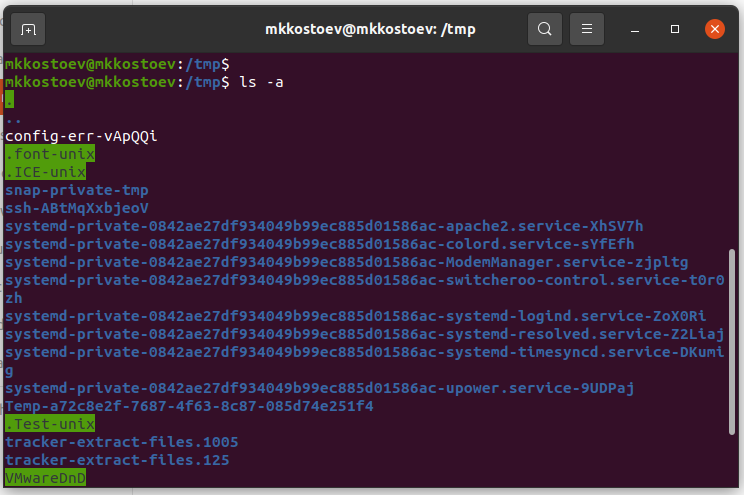 mkkostoev@mkkostoev: /tmp
mkkostoev@mkkostoev:/tmp$
mkkostoev@mkkostoev:/tmp$ ls -a
.
..
config-err-vApQQi
.font-unix
.ICE-unix
snap-private-tmp
ssh-ABtMqXxbjeoV
systemd-private-0842ae27df934049b99ec885d01586ac-apache2.service-XhSV7h
systemd-private-0842ae27df934049b99ec885d01586ac-colord.service-sYfEfh
systemd-private-0842ae27df934049b99ec885d01586ac-ModemManager.service-zjpltg
systemd-private-0842ae27df934049b99ec885d01586ac-switcheroo-control.service-t0r0
zh
systemd-private-0842ae27df934049b99ec885d01586ac-systemd-logind.service-ZoX0Ri
systemd-private-0842ae27df934049b99ec885d01586ac-systemd-resolved.service-Z2Liaj
systemd-private-0842ae27df934049b99ec885d01586ac-systemd-timesyncd.service-DKumi
g
systemd-private-0842ae27df934049b99ec885d01586ac-upower.service-9UDPaj
Temp-a72c8e2f-7687-4f63-8c87-085d74e251f4
.Test-unix
tracker-extract-files.1005
tracker-extract-files.125
VMwareDnD